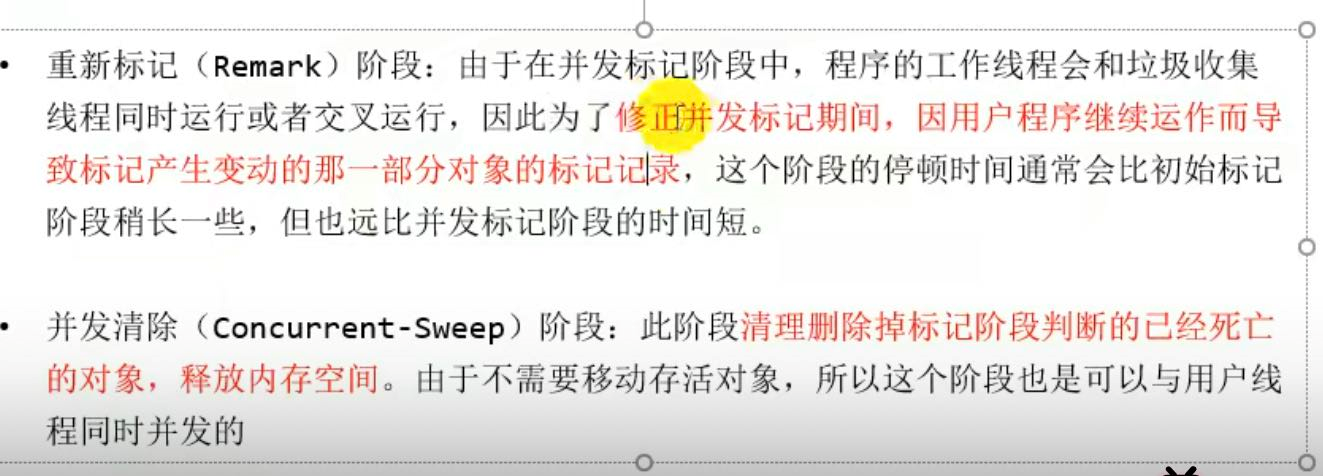 • 重新标记（Remark）阶段：由于在并发标记阶段中，程序的工作线程会和垃圾收集
线程同时运行或者交叉运行，因此为了修正并发标记期间，因用户程序继续运作而导
致标记产生变动的那一部分对象的标记记录，这个阶段的停顿时间通常会比初始标记
阶段稍长一些，但也远比并发标记阶段的时间短。
• 并发清除（Concurrent-Sweep）阶段：此阶段清理删除掉标记阶段判断的已经死亡
的对象，释放内存空间。由于不需要移动存活对象，所以这个阶段也是可以与用户线
程同时并发的